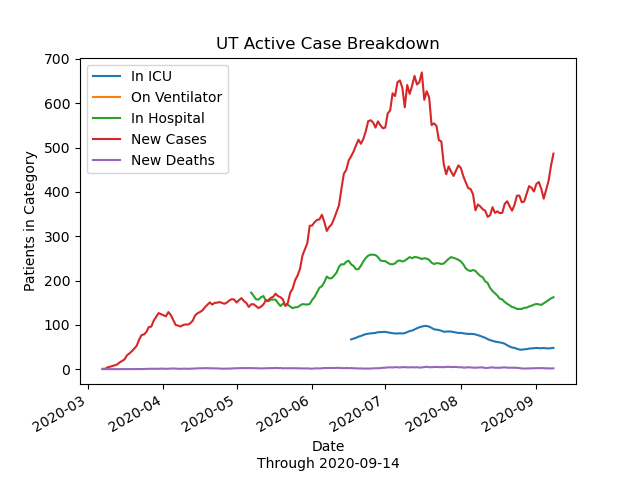 UT Active Case Breakdown
700
600
500
400
300
200
100
0
Patients in Category
In ICU
On Ventilator
In Hospital
New Cases
New Deaths
2020-03
2020-04
2020-05
2020-06
2020-07
2020-08
2020-09
Date
Through 2020-09-14